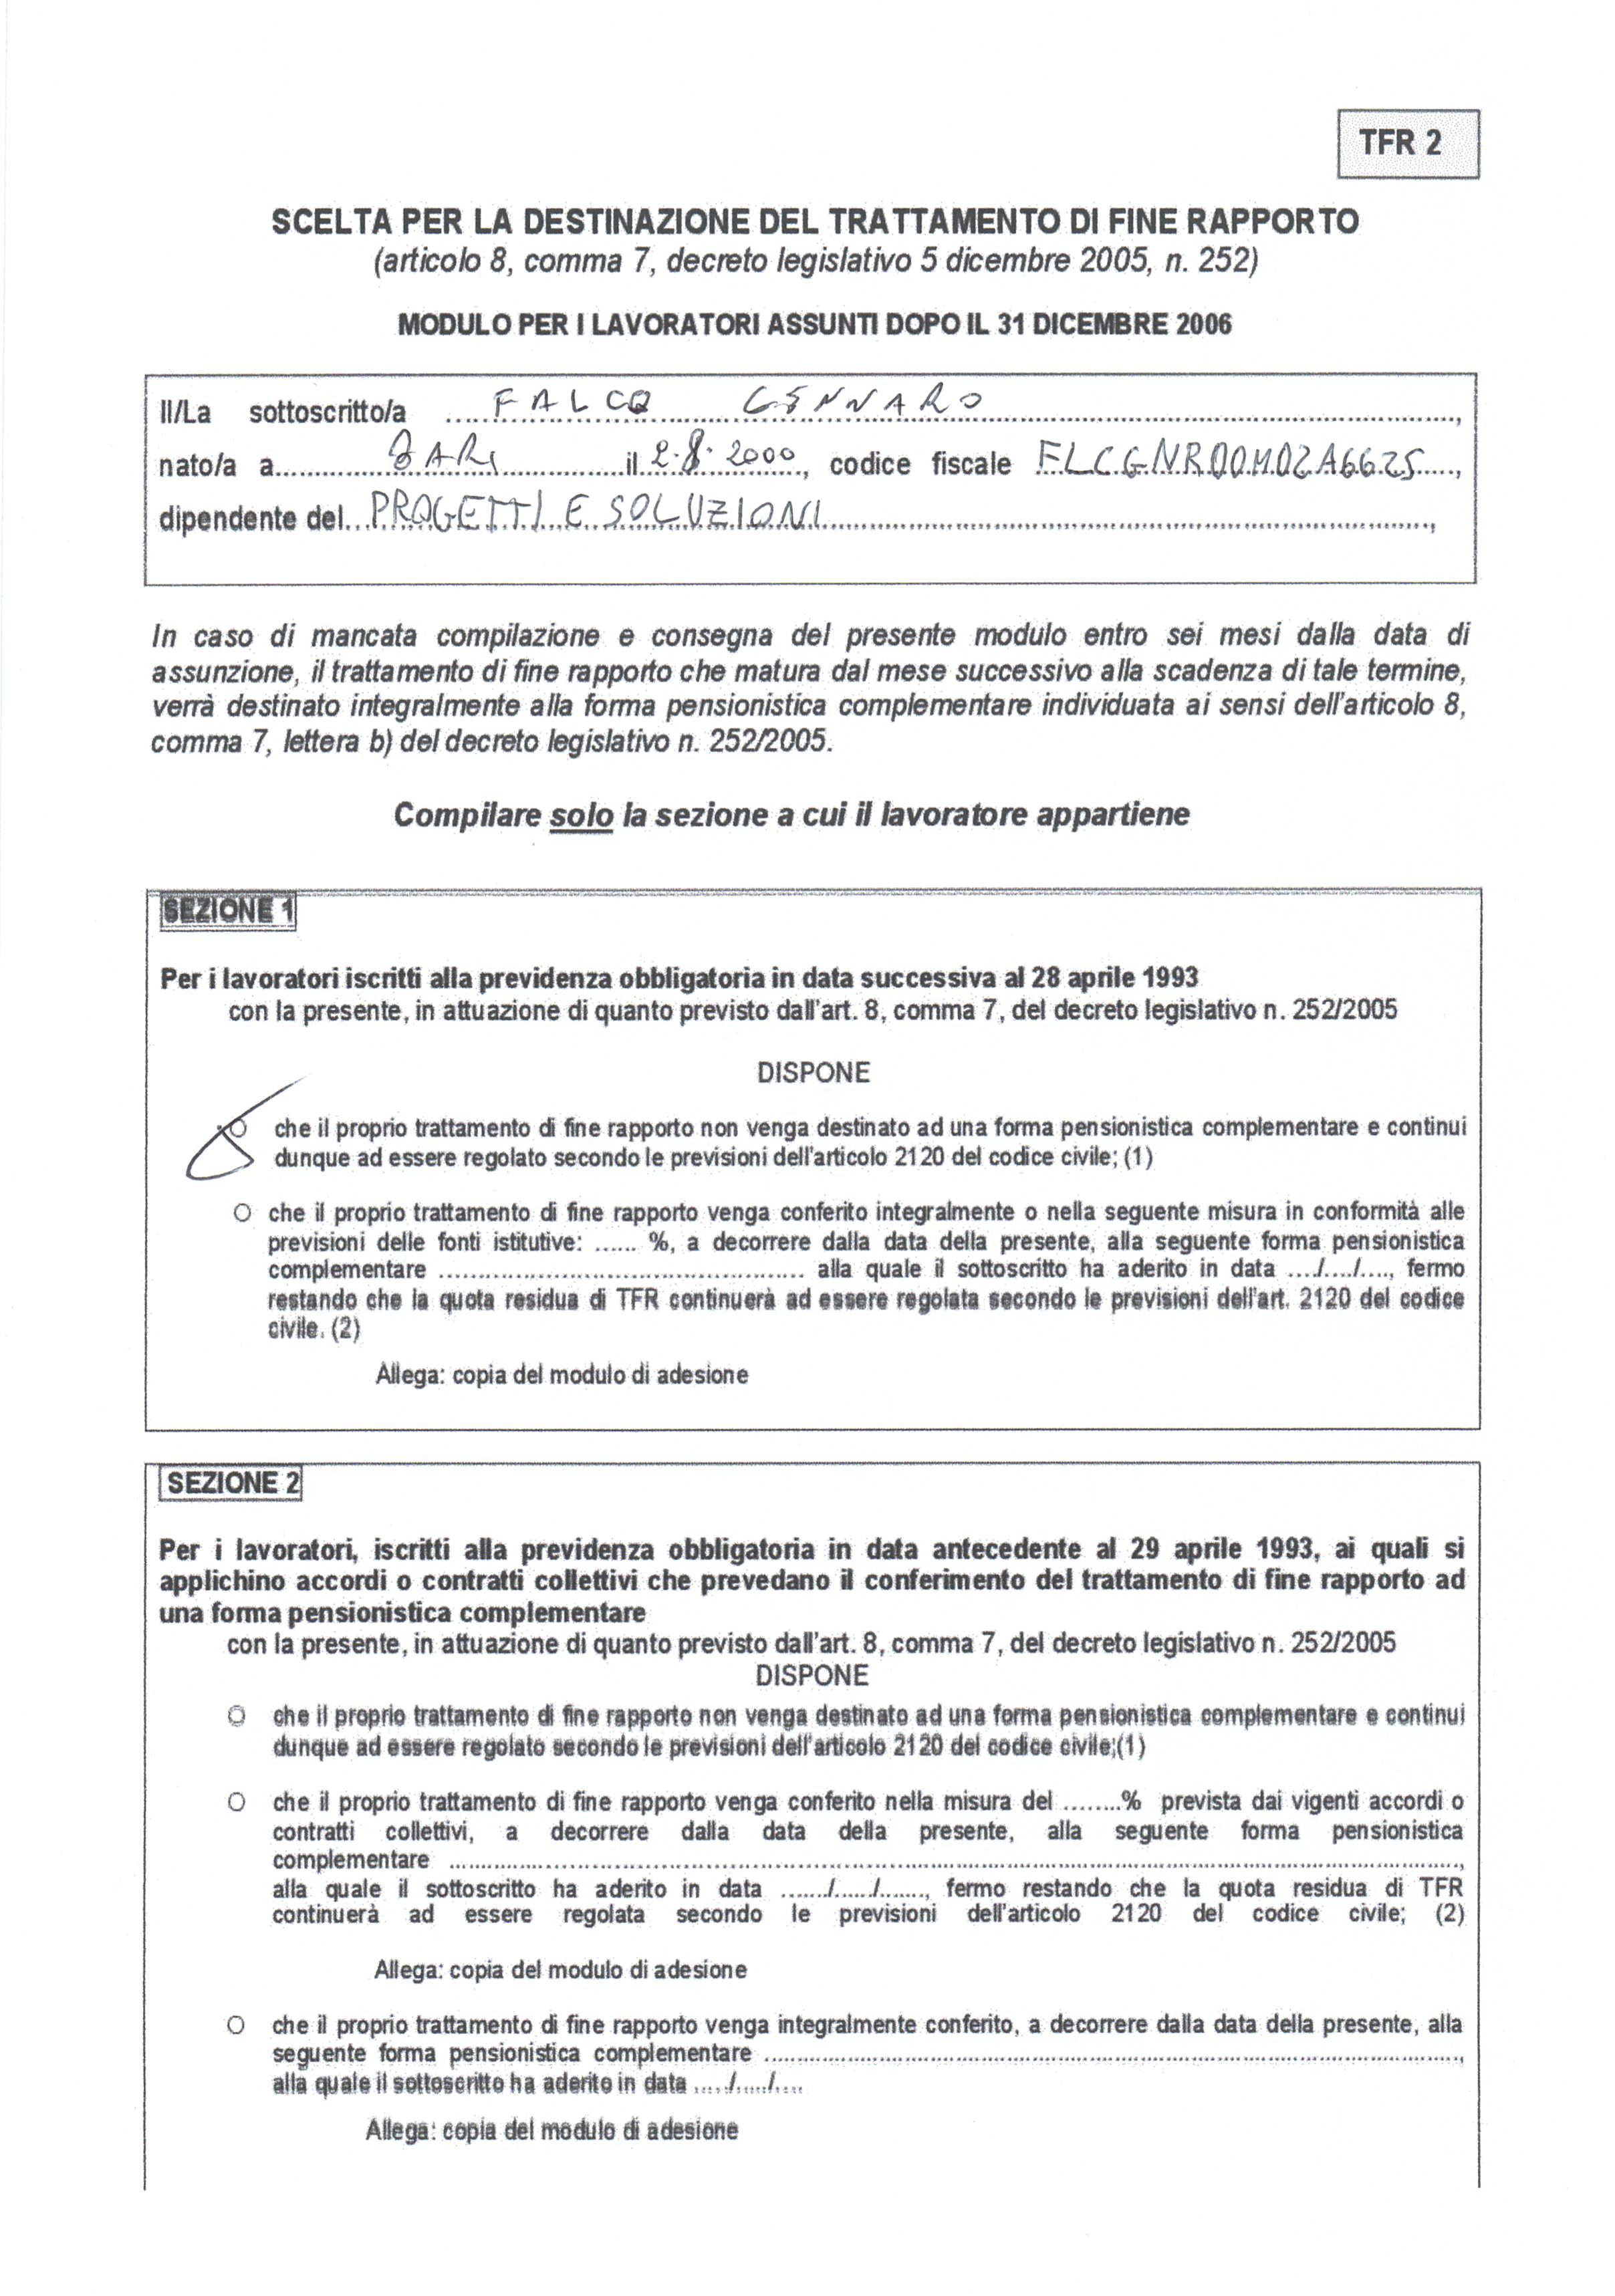 TFR 2
SCELTA PER LA DESTINAZIONE DEL TRATTAMENTO DI FINE RAPPORTO
(articolo 8, comma 7, decreto legislativo 5 dicembre 2005, n. 252)
MODULO PER I LAVORATORI ASSUNTI DOPO IL 31 DICEMBRE 2006
Il/La sottoscritto/a FALCO GENNARO,
nato/a a BARI il 2.8.2000, codice fiscale FLCGNR00M02A662S,
dipendente del PROGETTI E SOLUZIONI,
In caso di mancata compilazione e consegna del presente modulo entro sei mesi dalla data di
assunzione, il trattamento di fine rapporto che matura dal mese successivo alla scadenza di tale termine,
verrà destinato integralmente alla forma pensionistica complementare individuata ai sensi dell'articolo 8,
comma 7, lettera b) del decreto legislativo n. 252/2005.
Compilare solo la sezione a cui il lavoratore appartiene
SEZIONE 1
Per i lavoratori iscritti alla previdenza obbligatoria in data successiva al 28 aprile 1993
con la presente, in attuazione di quanto previsto dall'art. 8, comma 7, del decreto legislativo n. 252/2005
DISPONE
che il proprio trattamento di fine rapporto non venga destinato ad una forma pensionistica complementare e continui
dunque ad essere regolato secondo le previsioni dell'articolo 2120 del codice civile; (1)
O che il proprio trattamento di fine rapporto venga conferito integralmente o nella seguente misura in conformità alle
previsioni delle fonti istitutive: ...... %, a decorrere dalla data della presente, alla seguente forma pensionistica
complementare ............................................... alla quale il sottoscritto ha aderito in data ..../..../...., fermo
restando che la quota residua di TFR continuerà ad essere regolata secondo le previsioni dell'art. 2120 del codice
civile. (2)
Allega: copia del modulo di adesione
SEZIONE 2
Per i lavoratori, iscritti alla previdenza obbligatoria in data antecedente al 29 aprile 1993, ai quali si
applichino accordi o contratti collettivi che prevedano il conferimento del trattamento di fine rapporto ad
una forma pensionistica complementare
con la presente, in attuazione di quanto previsto dall'art. 8, comma 7, del decreto legislativo n. 252/2005
DISPONE
O che il proprio trattamento di fine rapporto non venga destinato ad una forma pensionistica complementare e continui
dunque ad essere regolato secondo le previsioni dell'articolo 2120 del codice civile;(1)
O che il proprio trattamento di fine rapporto venga conferito nella misura del ........% prevista dai vigenti accordi o
contratti collettivi, a decorrere dalla data della presente, alla seguente forma pensionistica
complementare ...............................................................,
alla quale il sottoscritto ha aderito in data ......./....../......., fermo restando che la quota residua di TFR
continuerà ad essere regolata secondo le previsioni dell'articolo 2120 del codice civile; (2)
Allega: copia del modulo di adesione
O che il proprio trattamento di fine rapporto venga integralmente conferito, a decorrere dalla data della presente, alla
seguente forma pensionistica complementare ...............................................................,
alla quale il sottoscritto ha aderito in data ...../...../....
Allega: copia del modulo di adesione